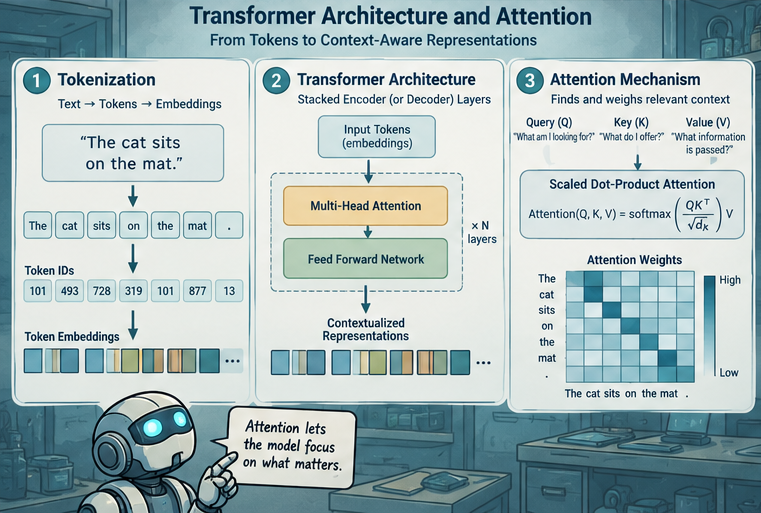 Transformer Architecture and Attention
From Tokens to Context-Aware Representations
1 Tokenization
Text → Tokens → Embeddings
“The cat sits
on the mat.”
The cat sits on the mat .
Token IDs
101 493 728 319 101 877 13
Token Embeddings
...
2 Transformer Architecture
Stacked Encoder (or Decoder) Layers
Input Tokens
(embeddings)
Multi-Head Attention
Feed Forward Network
× N
layers
Contextualized
Representations
...
3 Attention Mechanism
Finds and weighs relevant context
Query (Q) Key (K) Value (V)
"What am I looking for?" "What do I offer?" "What information
is passed?"
Scaled Dot-Product Attention
Attention(Q, K, V) = softmax (QKᵀ / √dₖ) V
Attention Weights
The
cat
sits
on
the
mat
.
High
Low
The cat sits on the mat .
Attention lets
the model focus
on what matters.